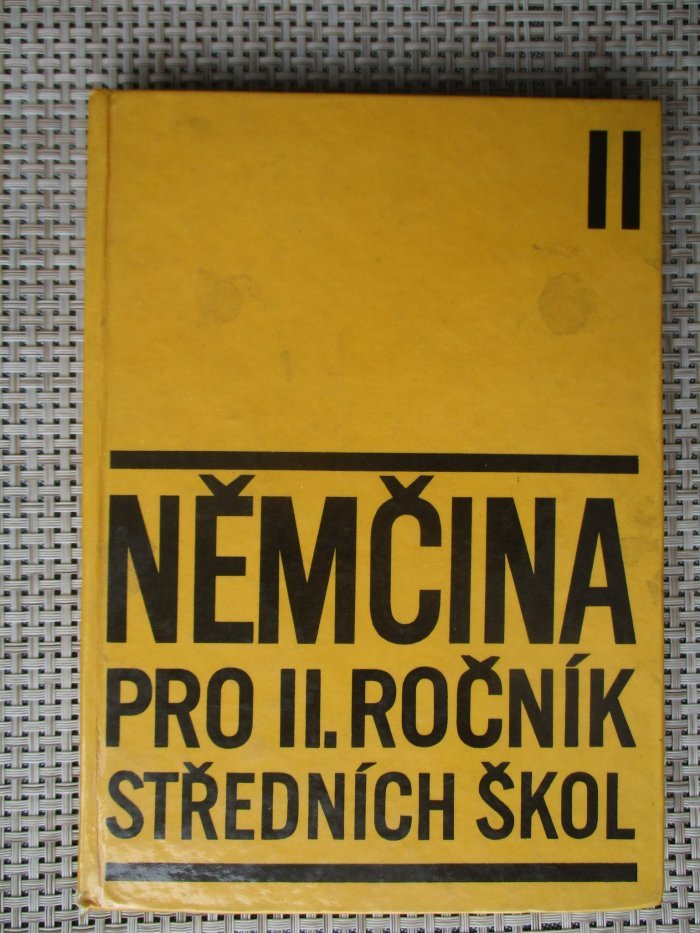 II
NĚMČINA
PRO II. ROČNÍK
STŘEDNÍCH ŠKOL